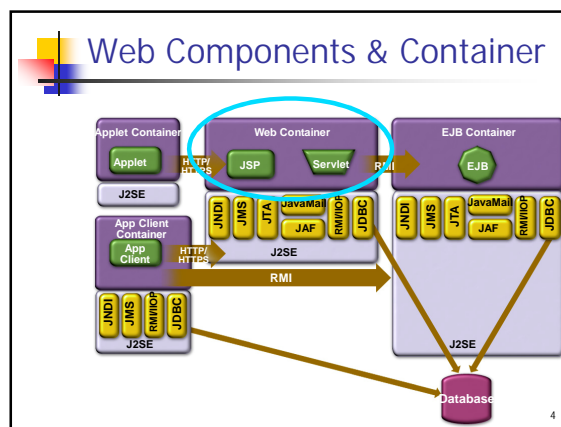 Web Components & Container
Applet Container
Applet
J2SE
HTTP/
HTTPS
Web Container
JSP
Servlet
RMI
EJB Container
EJB
JNDI
JMS
JTA
JavaMail
JAF
RMI/IIOP
JDBC
J2SE
JNDI
JMS
JTA
JavaMail
JAF
RMI/IIOP
JDBC
J2SE
App Client
Container
App
Client
HTTP/
HTTPS
RMI
JNDI
JMS
RMI/IIOP
JDBC
J2SE
Database
4